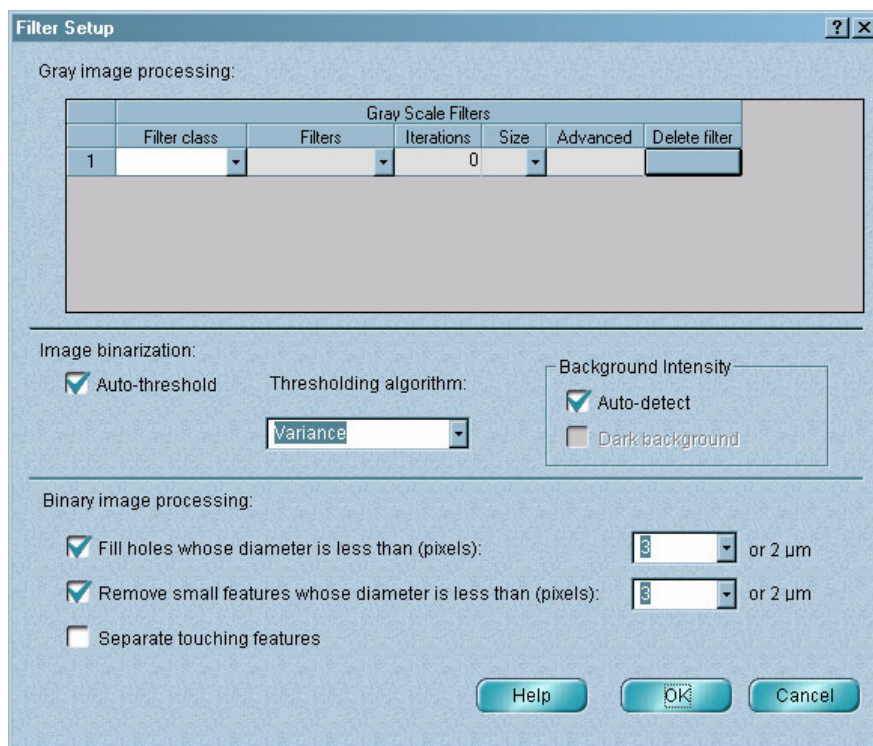 Filter Setup
Gray image processing:
Gray Scale Filters
Filter class Filters Iterations Size Advanced Delete filter
1 0
Image binarization:
Auto-threshold
Thresholding algorithm:
Variance
Background Intensity
Auto-detect
Dark background
Binary image processing:
Fill holes whose diameter is less than (pixels): 3 or 2 µm
Remove small features whose diameter is less than (pixels): 3 or 2 µm
Separate touching features
Help OK Cancel